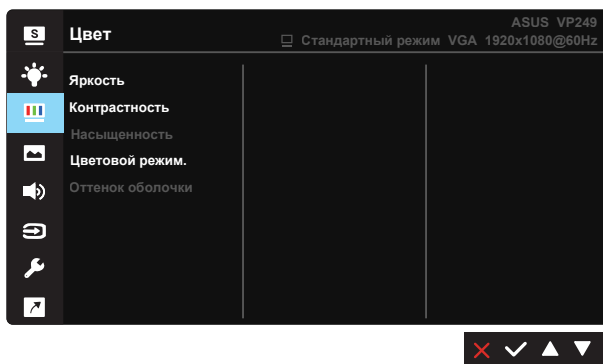 S
Цвет
ASUS VP249
Стандартный режим VGA 1920x1080@60Hz
Яркость
Контрастность
Насыщенность
Цветовой режим.
Оттенок оболочки